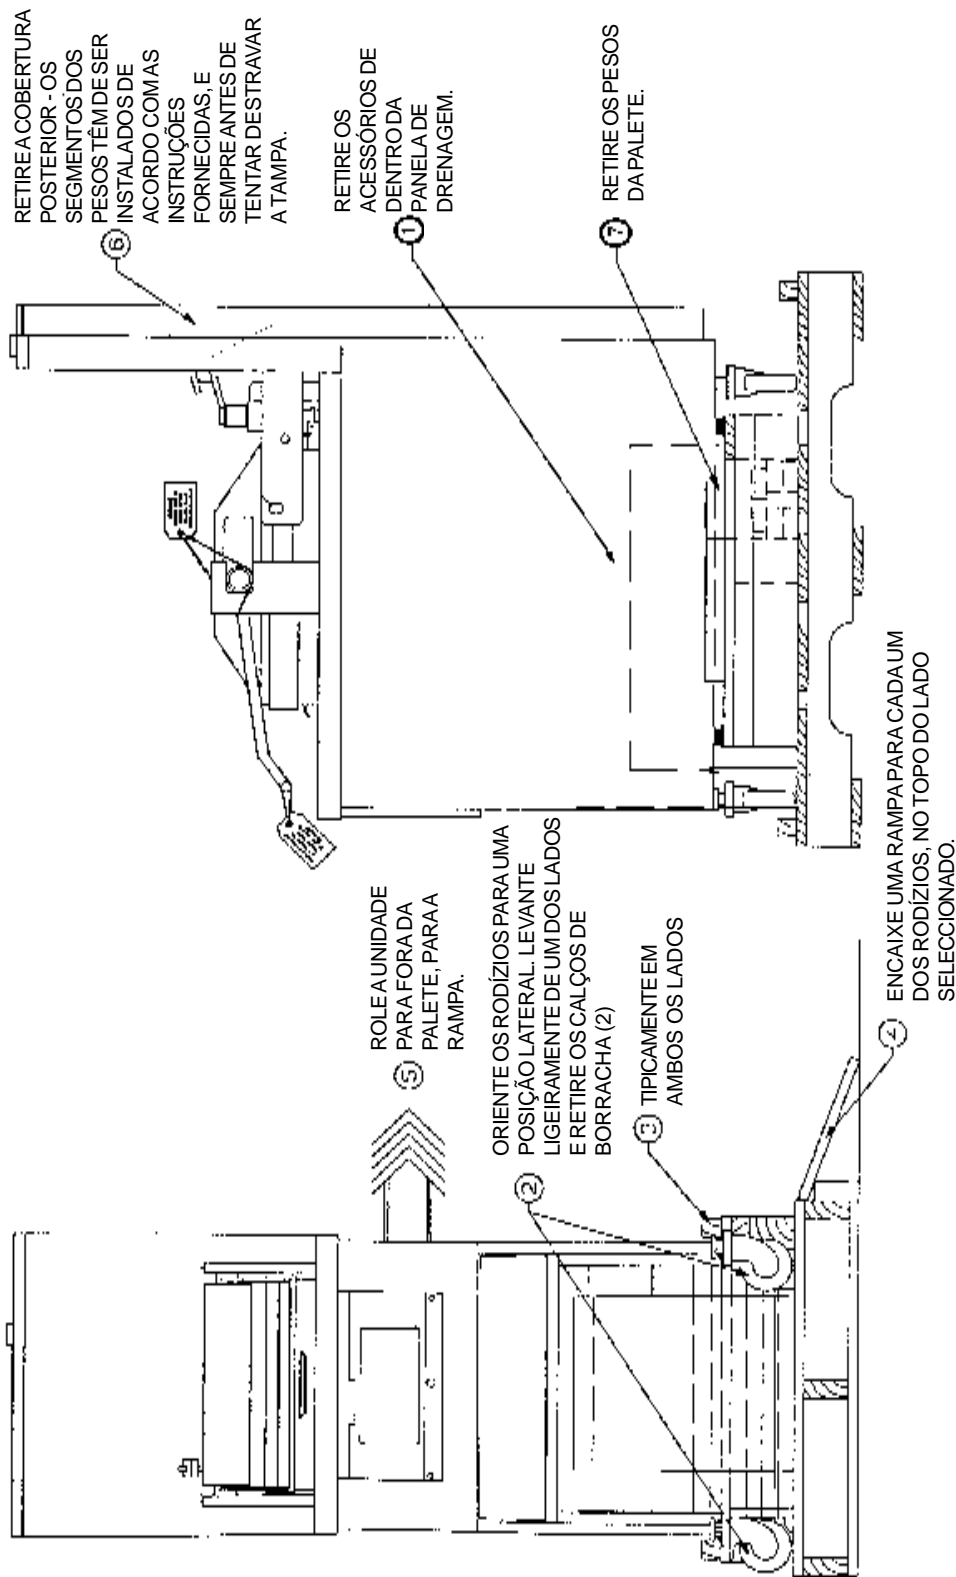 RETIRE A COBERTURA
POSTERIOR - OS
SEGMENTOS DOS
PESOS TÊM DE SER
INSTALADOS DE
ACORDO COM AS
INSTRUÇÕES
FORNECIDAS, E
SEMPRE ANTES DE
TENTAR DESTRAVAR
A TAMPA.
6
RETIRE OS
ACESSÓRIOS DE
DENTRO DA
PANELA DE
DRENAGEM.
1
RETIRE OS PESOS
DA PALETE.
7
ROLE A UNIDADE
PARA FORA DA
PALETE, PARA A
RAMPA.
5
ORIENTE OS RODÍZIOS PARA UMA
POSIÇÃO LATERAL. LEVANTE
LIGEIRAMENTE DE UM DOS LADOS
E RETIRE OS CALÇOS DE
BORRACHA (2)
2
3 TIPICAMENTE EM
AMBOS OS LADOS
4
ENCAIXE UMA RAMPA PARA CADA UM
DOS RODÍZIOS, NO TOPO DO LADO
SELECCIONADO.